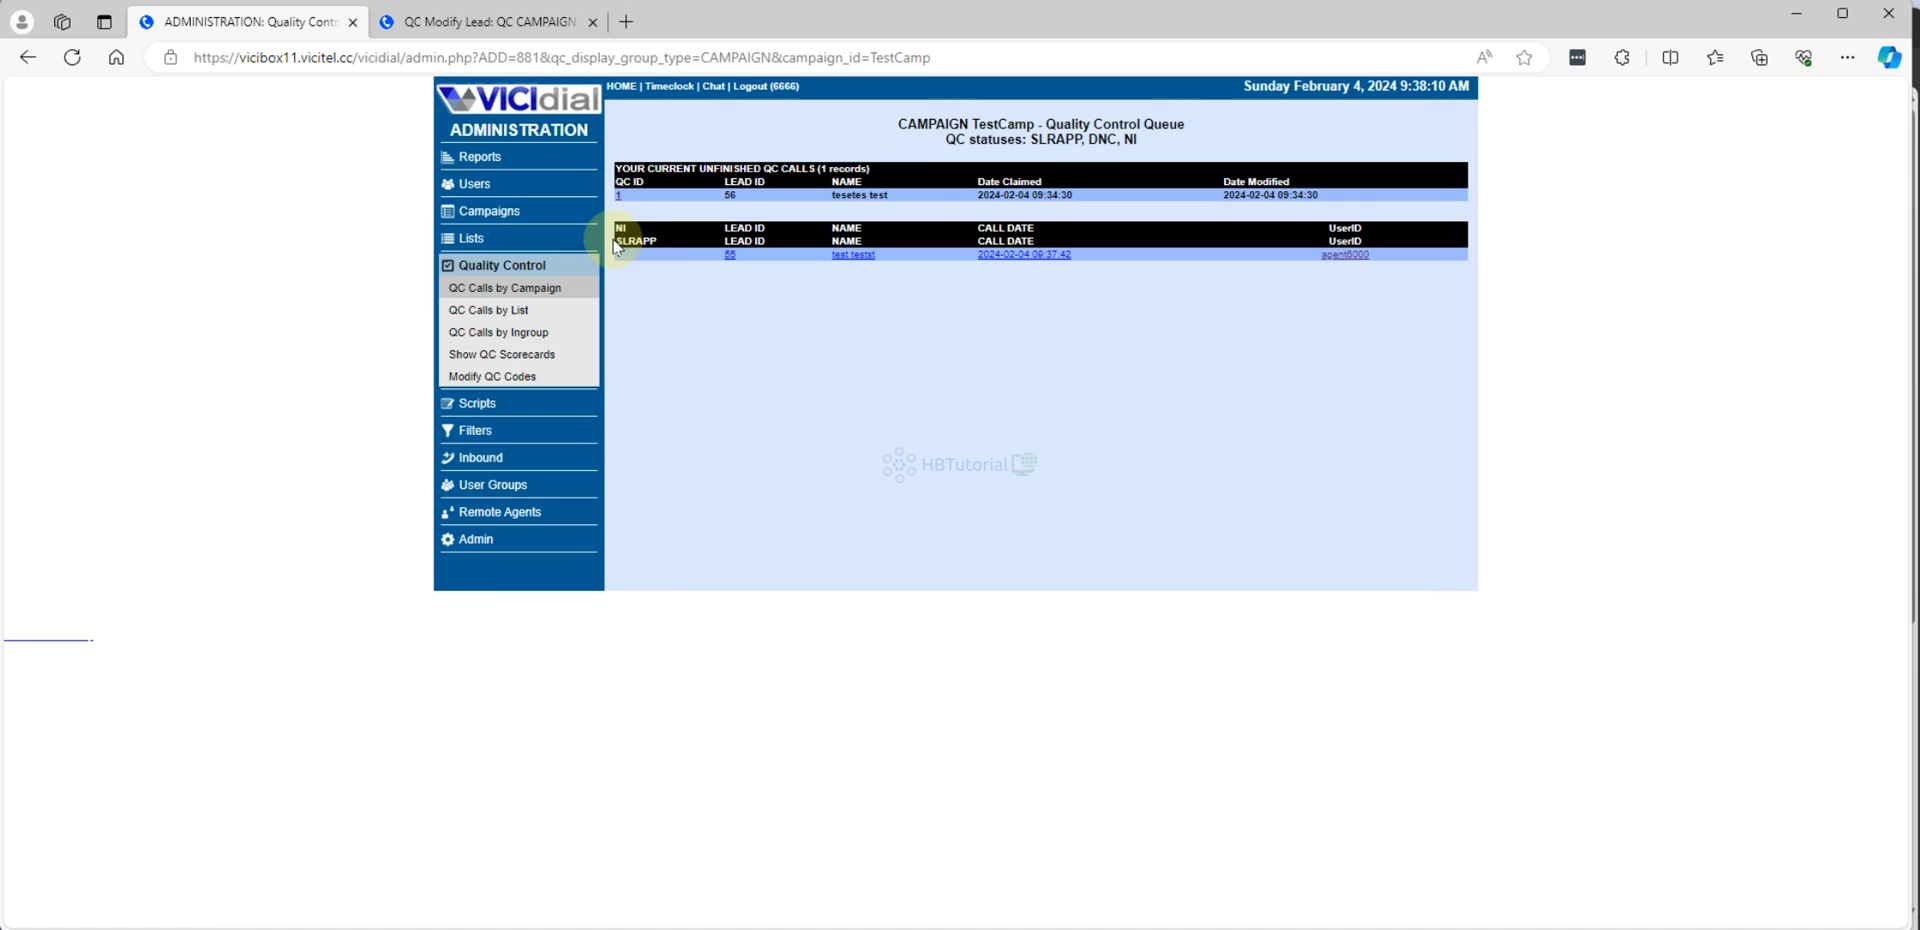 ADMINISTRATION: Quality Contr
QC Modify Lead: QC CAMPAIGN
https://vicibox11.vicitel.cc/vicidial/admin.php?ADD=881&qc_display_group_type=CAMPAIGN&campaign_id=TestCamp
VICIdial
HOME | Timeclock | Chat | Logout (6666)
Sunday February 4, 2024 9:38:10 AM
ADMINISTRATION
Reports
Users
Campaigns
Lists
Quality Control
QC Calls by Campaign
QC Calls by List
QC Calls by Ingroup
Show QC Scorecards
Modify QC Codes
Scripts
Filters
Inbound
User Groups
Remote Agents
Admin
CAMPAIGN TestCamp - Quality Control Queue
QC statuses: SLRAPP, DNC, NI
YOUR CURRENT UNFINISHED QC CALLS (1 records)
QC ID LEAD ID NAME Date Claimed Date Modified
1 56 tesetes test 2024-02-04 09:34:30 2024-02-04 09:34:30
NI LEAD ID NAME CALL DATE UserID
SLRAPP LEAD ID NAME CALL DATE UserID
55 test testst 2024-02-04 09:37:42
HBTutorial